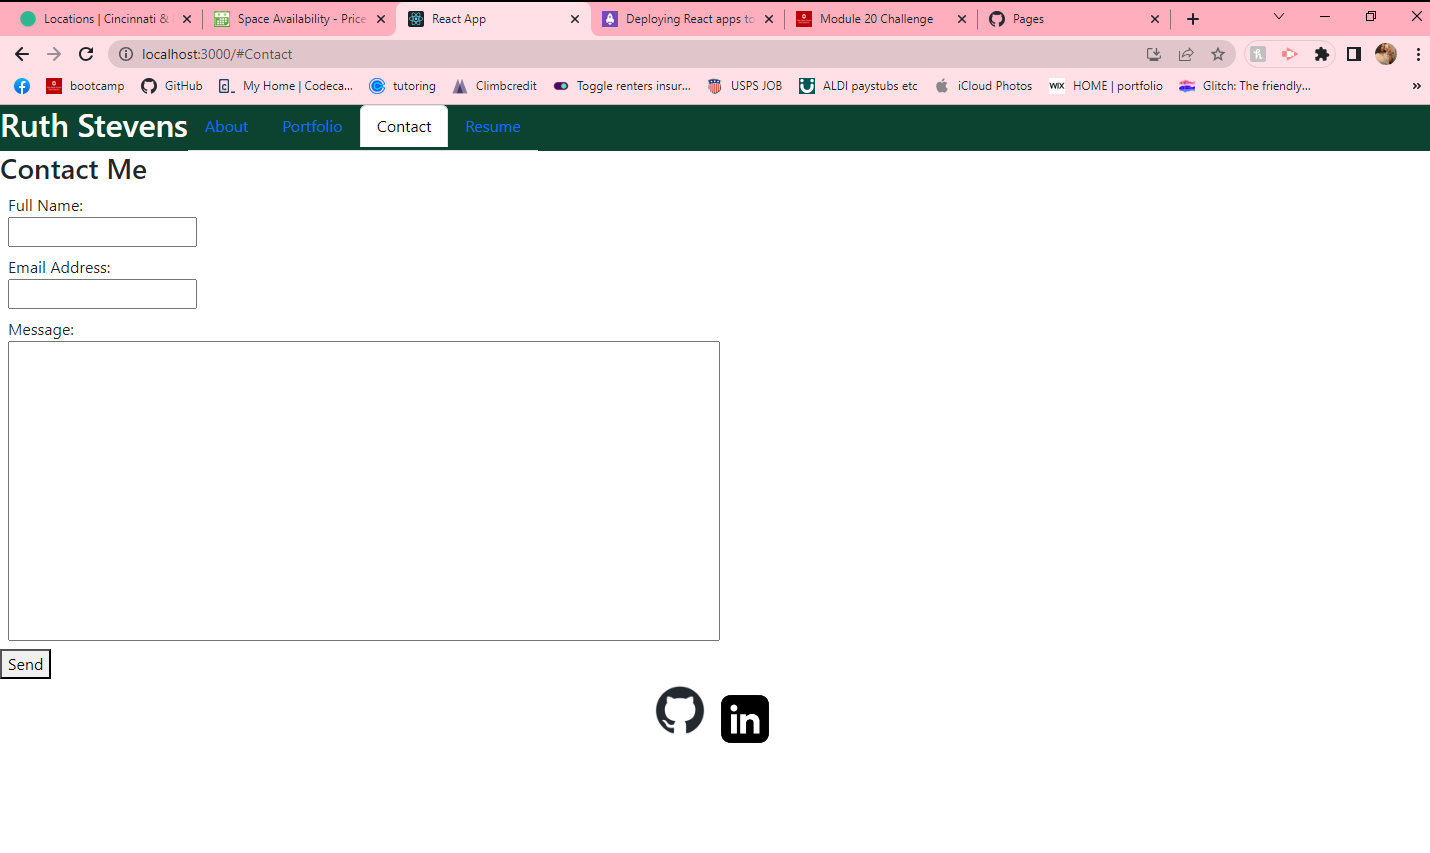 Locations | Cincinnati &
Space Availability - Price
React App
Deploying React apps to
Module 20 Challenge
Pages
localhost:3000/#Contact
bootcamp
GitHub
My Home | Codeca...
tutoring
Climbcredit
Toggle renters insur...
USPS JOB
ALDI paystubs etc
iCloud Photos
WIX HOME | portfolio
Glitch: The friendly...
»
Ruth Stevens About Portfolio Contact Resume
Contact Me
Full Name:
Email Address:
Message:
Send
in